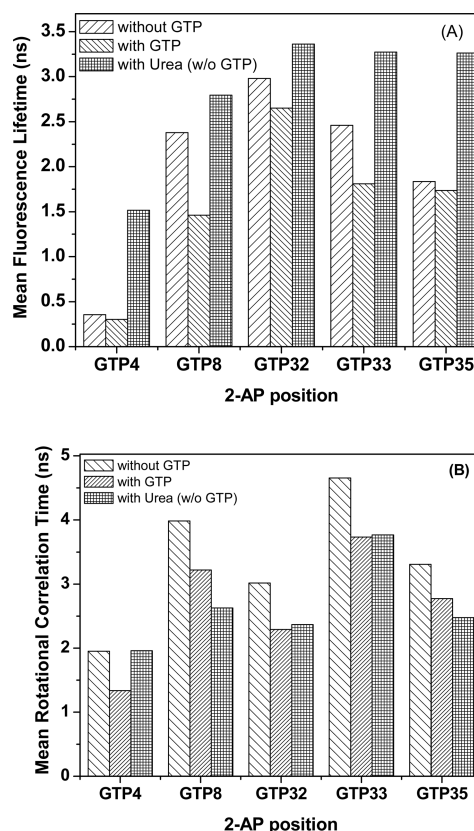 (A)
without GTP
with GTP
with Urea (w/o GTP)
Mean Fluorescence Lifetime (ns)
3.5
3.0
2.5
2.0
1.5
1.0
0.5
0.0
GTP4 GTP8 GTP32 GTP33 GTP35
2-AP position
(B)
without GTP
with GTP
with Urea (w/o GTP)
Mean Rotational Correlation Time (ns)
5
4
3
2
1
0
GTP4 GTP8 GTP32 GTP33 GTP35
2-AP position